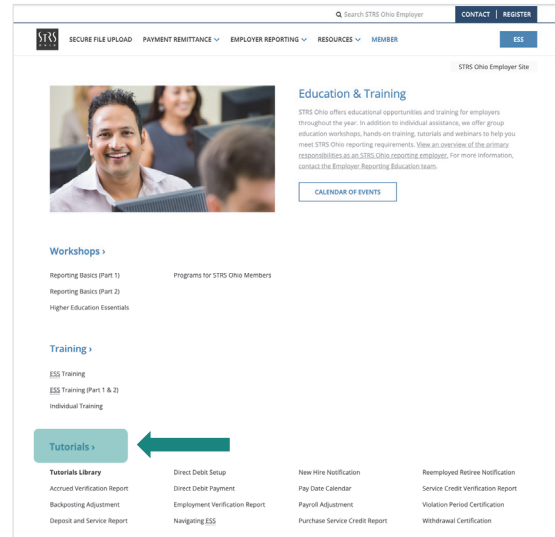 Search STRS Ohio Employer
CONTACT | REGISTER
STRS
OHIO
SECURE FILE UPLOAD PAYMENT REMITTANCE EMPLOYER REPORTING RESOURCES MEMBER
ESS
STRS Ohio Employer Site
Education & Training
STRS Ohio offers educational opportunities and training for employers
throughout the year. In addition to individual assistance, we offer group
education workshops, hands-on training, tutorials and webinars to help you
meet STRS Ohio reporting requirements. View an overview of the primary
responsibilities as an STRS Ohio reporting employer. For more information,
contact the Employer Reporting Education team.
CALENDAR OF EVENTS
Workshops ›
Reporting Basics (Part 1) Programs for STRS Ohio Members
Reporting Basics (Part 2)
Higher Education Essentials
Training ›
ESS Training
ESS Training (Part 1 & 2)
Individual Training
Tutorials ›
Tutorials Library Direct Debit Setup New Hire Notification Reemployed Retiree Notification
Accrued Verification Report Direct Debit Payment Pay Date Calendar Service Credit Verification Report
Backposting Adjustment Employment Verification Report Payroll Adjustment Violation Period Certification
Deposit and Service Report Navigating ESS Purchase Service Credit Report Withdrawal Certification